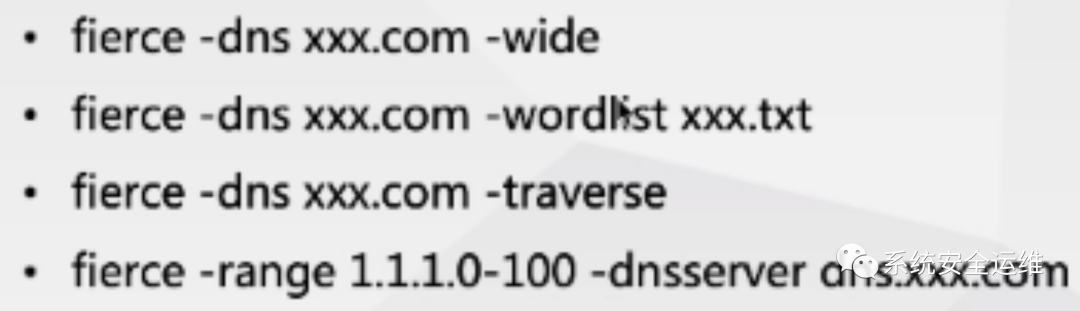 • fierce -dns xxx.com -wide
• fierce -dns xxx.com -wordlist xxx.txt
• fierce -dns xxx.com -traverse
• fierce -range 1.1.1.0-100 -dnsserver dns.xxx.com
系统安全运维